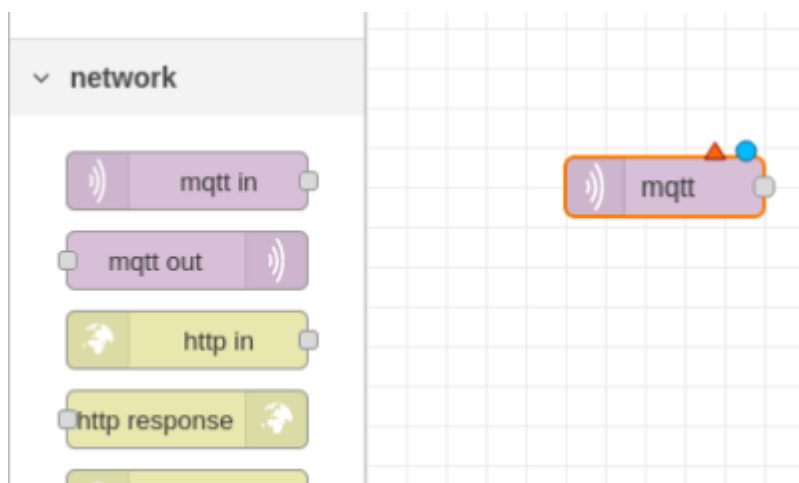 network
mqtt in
mqtt
mqtt out
http in
http response